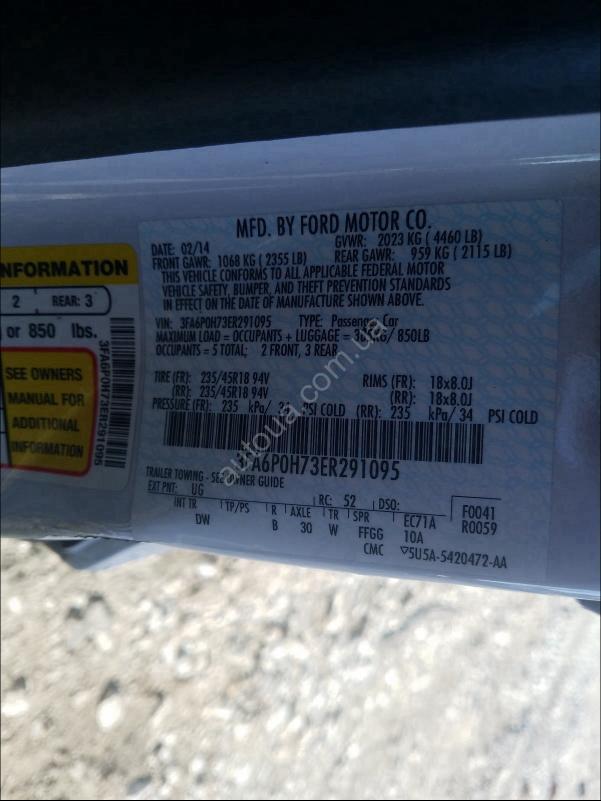 MFD. BY FORD MOTOR CO.
DATE: 02/14 GVWR: 2023 KG ( 4460 LB)
FRONT GAWR: 1068 KG ( 2355 LB) REAR GAWR: 959 KG ( 2115 LB)
THIS VEHICLE CONFORMS TO ALL APPLICABLE FEDERAL MOTOR
VEHICLE SAFETY, BUMPER, AND THEFT PREVENTION STANDARDS
IN EFFECT ON THE DATE OF MANUFACTURE SHOWN ABOVE.
VIN: 3FA6P0H73ER291095 TYPE: Passenger Car
MAXIMUM LOAD = OCCUPANTS + LUGGAGE = KG/ 850LB
OCCUPANTS = 5 TOTAL; 2 FRONT, 3 REAR
TIRE (FR): 235/45R18 94V RIMS (FR): 18x8.0J
(RR): 235/45R18 94V (RR): 18x8.0J
PRESSURE (FR): 235 kPa/ PSI COLD (RR): 235 kPa/ 34 PSI COLD
3FA6P0H73ER291095
TRAILER TOWING - SEE OWNER GUIDE
EXT PNT: UG RC: 52 DSO:
INT TR TP/PS R AXLE TR SPR EC71A F0041
DW B 30 W FFGG 10A R0059
CMC ▽5U5A-5420472-AA
INFORMATION
2 REAR: 3
or 850 lbs.
SEE OWNERS
MANUAL FOR
ADDITIONAL
INFORMATION
3FA6P0H73ER291095
autoua.com.ua